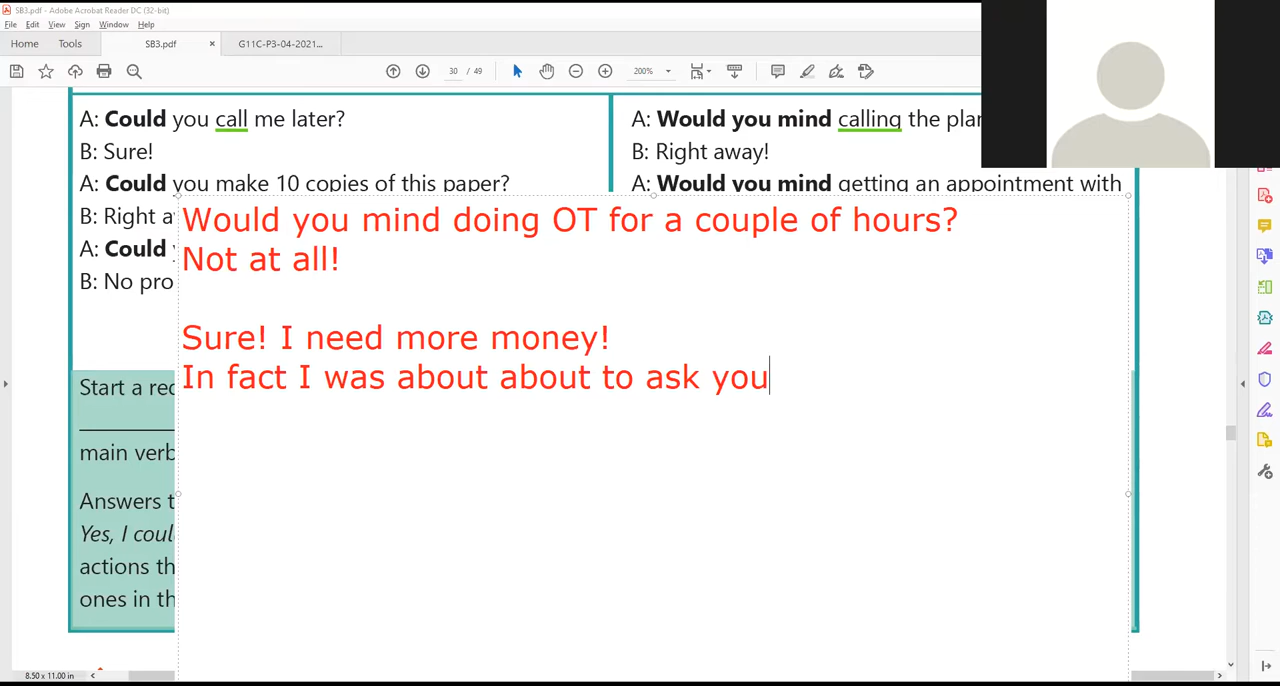 SB3.pdf - Adobe Acrobat Reader DC (32-bit)
File Edit View Sign Window Help
Home Tools SB3.pdf × G11C-P3-04-2021...
30 / 49 200%
A: Could you call me later?
B: Sure!
A: Could you make 10 copies of this paper?
B: Right a
A: Could
B: No pro
A: Would you mind calling the
B: Right away!
A: Would you mind getting an appointment with
Would you mind doing OT for a couple of hours?
Not at all!
Sure! I need more money!
In fact I was about about to ask you
Start a rec
main verb
Answers t
Yes, I coul
actions th
ones in th
8.50 x 11.00 in